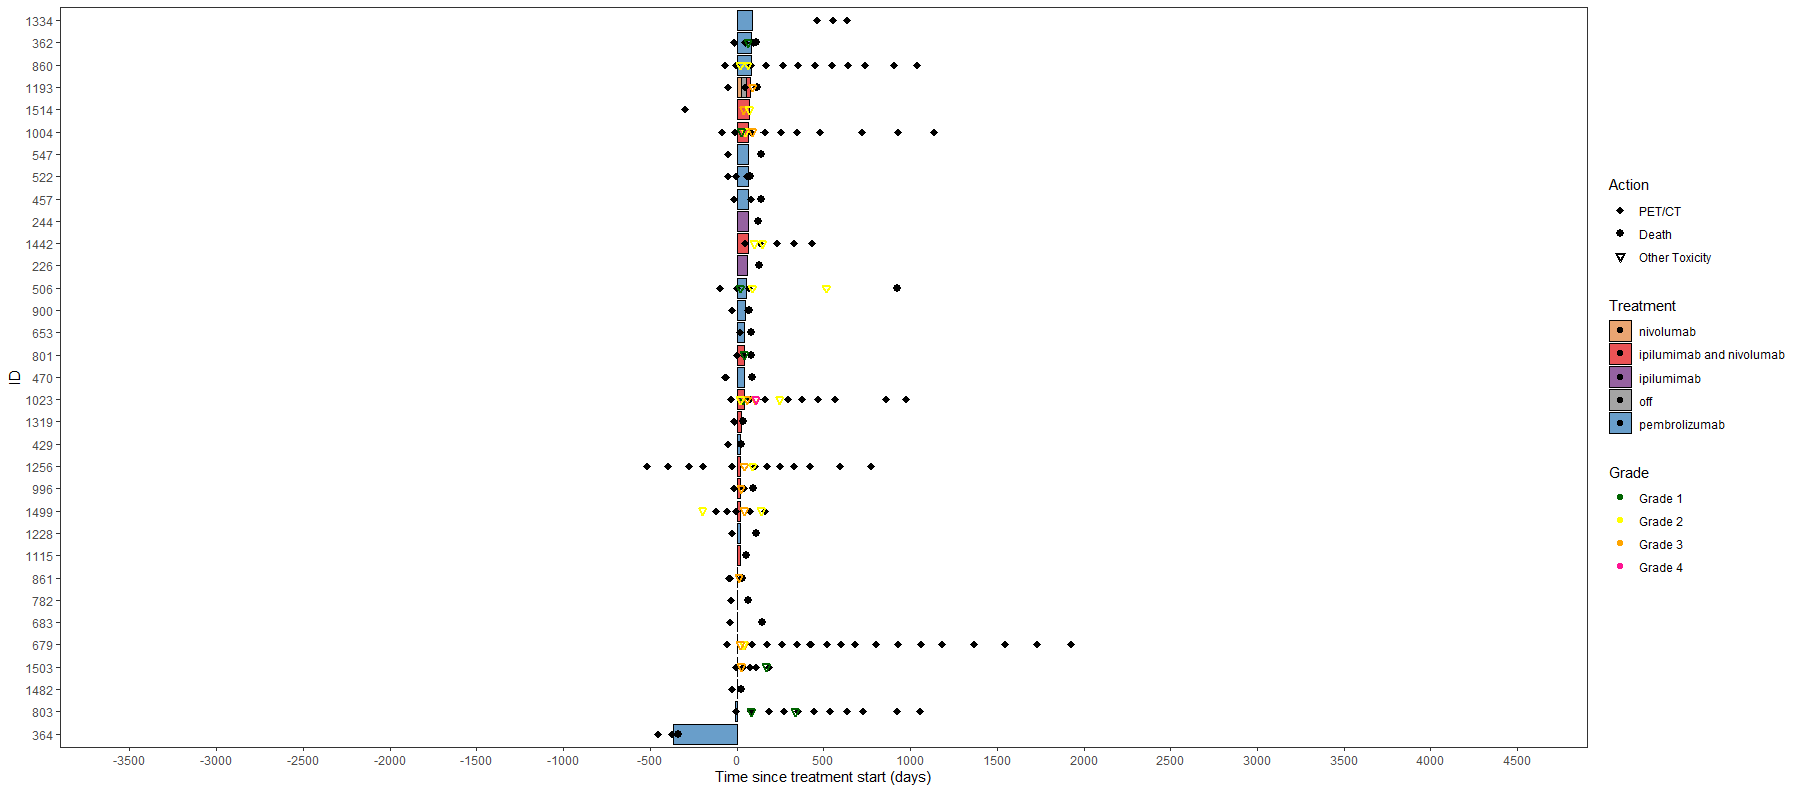 ID
1334
362
860
1193
1514
1004
547
522
457
244
1442
226
506
900
653
801
470
1023
1319
429
1256
996
1499
1228
1115
861
782
683
679
1503
1482
803
364
-3500 -3000 -2500 -2000 -1500 -1000 -500 0 500 1000 1500 2000 2500 3000 3500 4000 4500
Time since treatment start (days)
Action
PET/CT
Death
Other Toxicity
Treatment
nivolumab
ipilumimab and nivolumab
ipilumimab
off
pembrolizumab
Grade
Grade 1
Grade 2
Grade 3
Grade 4